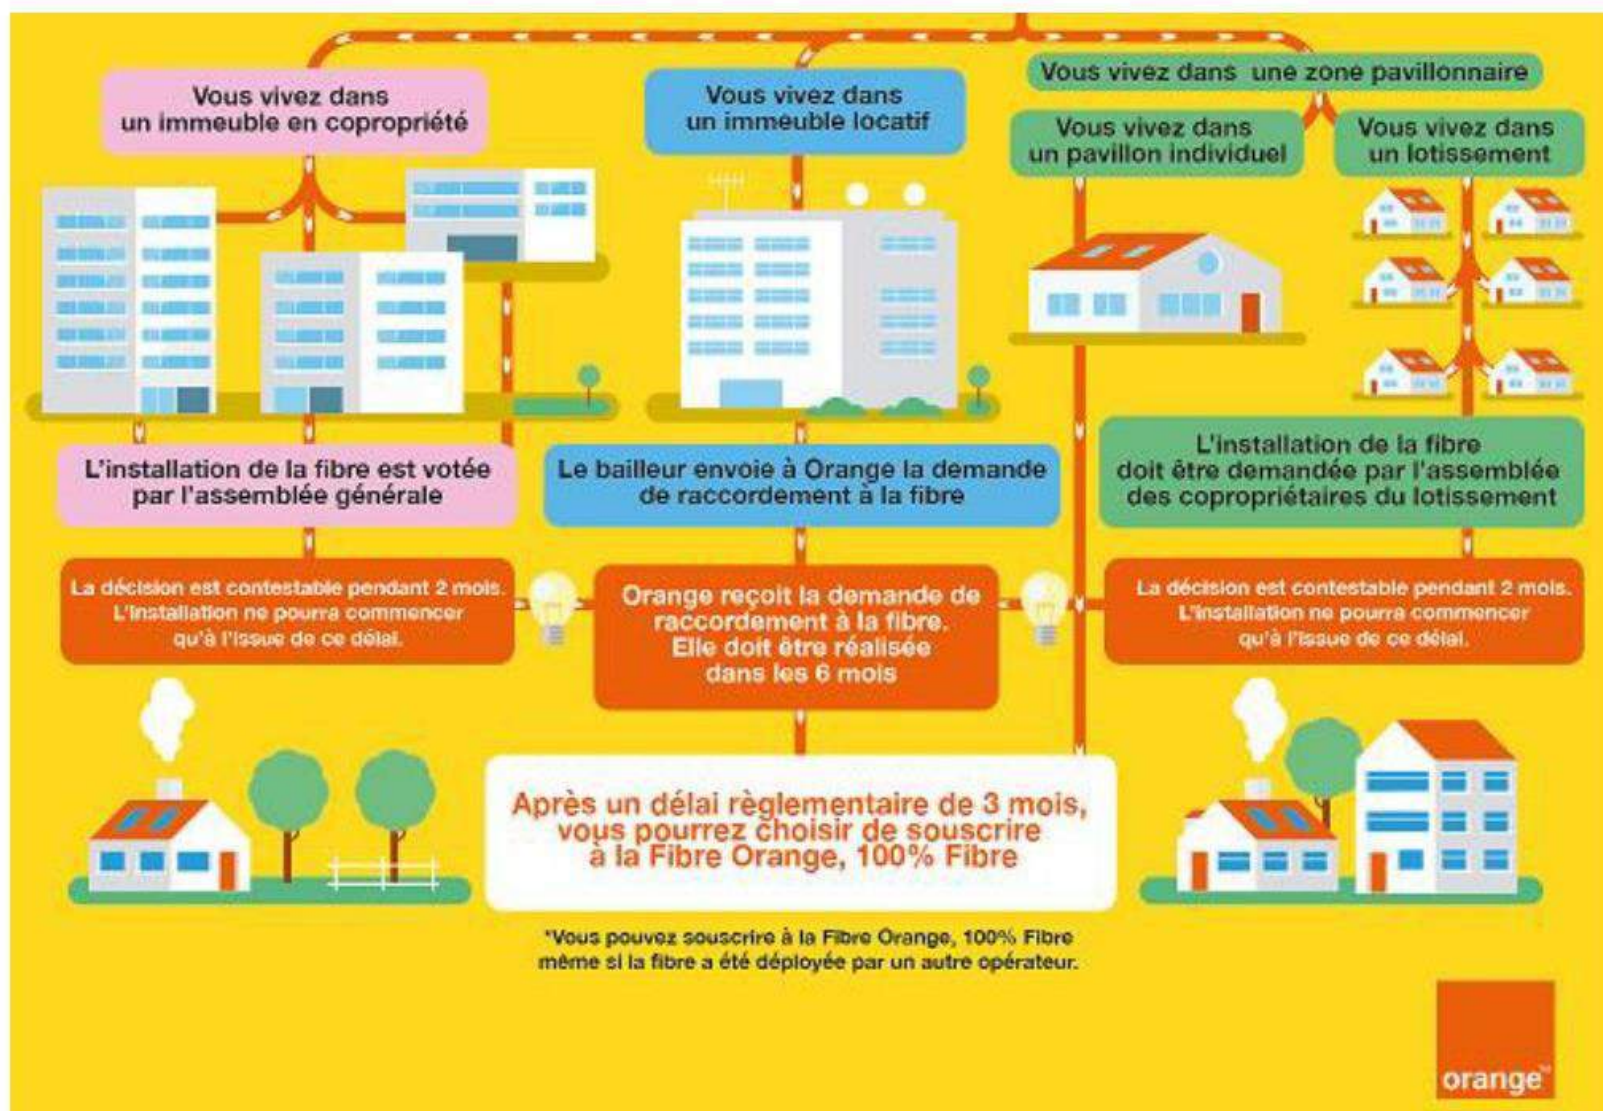 Vous vivez dans
un immeuble en copropriété
Vous vivez dans
un immeuble locatif
Vous vivez dans une zone pavillonnaire
Vous vivez dans
un pavillon individuel
Vous vivez dans
un lotissement
L'installation de la fibre est votée
par l'assemblée générale
Le bailleur envoie à Orange la demande
de raccordement à la fibre
L'installation de la fibre
doit être demandée par l'assemblée
des copropriétaires du lotissement
La décision est contestable pendant 2 mois.
L'installation ne pourra commencer
qu'à l'issue de ce délai.
Orange reçoit la demande de
raccordement à la fibre.
Elle doit être réalisée
dans les 6 mois
La décision est contestable pendant 2 mois.
L'installation ne pourra commencer
qu'à l'issue de ce délai.
Après un délai règlementaire de 3 mois,
vous pourrez choisir de souscrire
à la Fibre Orange, 100% Fibre
*Vous pouvez souscrire à la Fibre Orange, 100% Fibre
même si la fibre a été déployée par un autre opérateur.
orange™